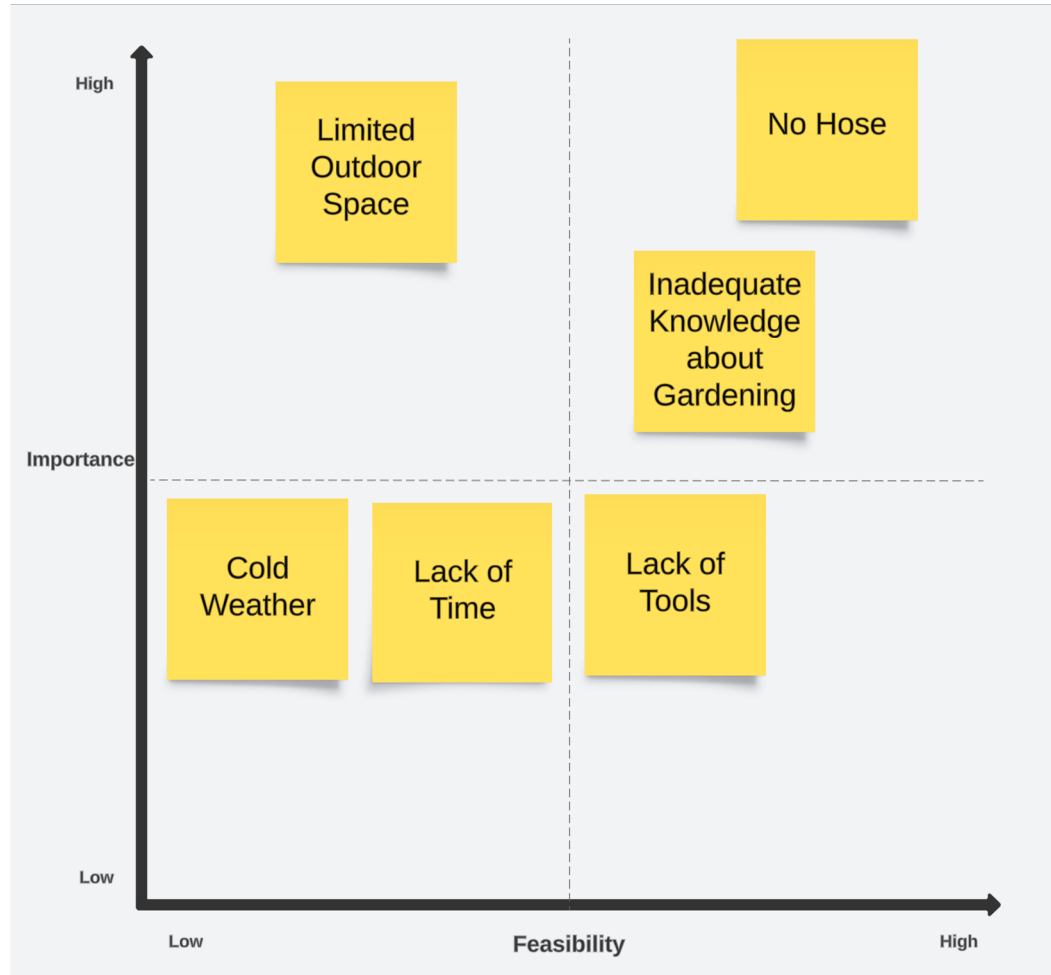 High
Limited
Outdoor
Space
No Hose
Inadequate
Knowledge
about
Gardening
Importance
Cold
Weather
Lack of
Time
Lack of
Tools
Low
Low
Feasibility
High